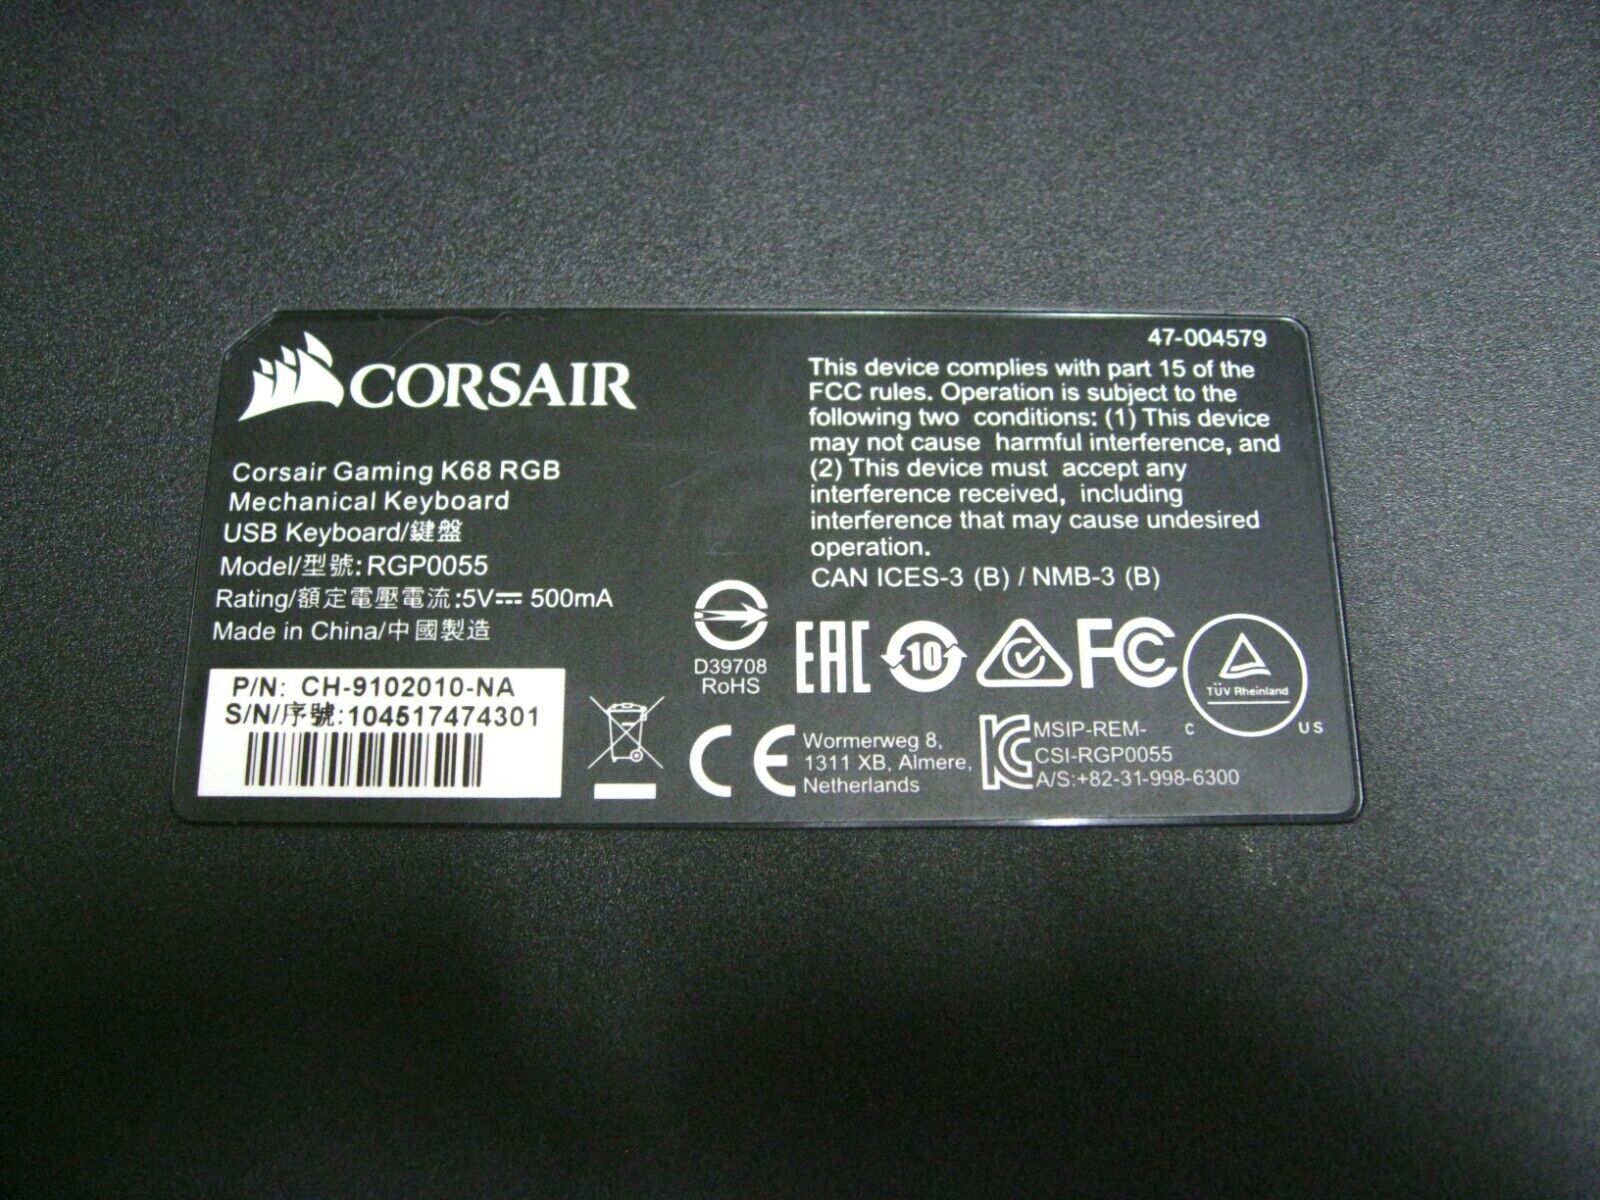 CORSAIR
Corsair Gaming K68 RGB
Mechanical Keyboard
USB Keyboard/鍵盤
Model/型號:RGP0055
Rating/額定電壓電流:5V⎓ 500mA
Made in China/中國製造
P/N: CH-9102010-NA
S/N/序號:104517474301
47-004579
This device complies with part 15 of the
FCC rules. Operation is subject to the
following two conditions: (1) This device
may not cause harmful interference, and
(2) This device must accept any
interference received, including
interference that may cause undesired
operation.
CAN ICES-3 (B) / NMB-3 (B)
D39708
RoHS
EAC
10
FC
TÜV Rheinland
C US
CE
Wormerweg 8,
1311 XB, Almere,
Netherlands
KC
MSIP-REM-
CSI-RGP0055
A/S:+82-31-998-6300